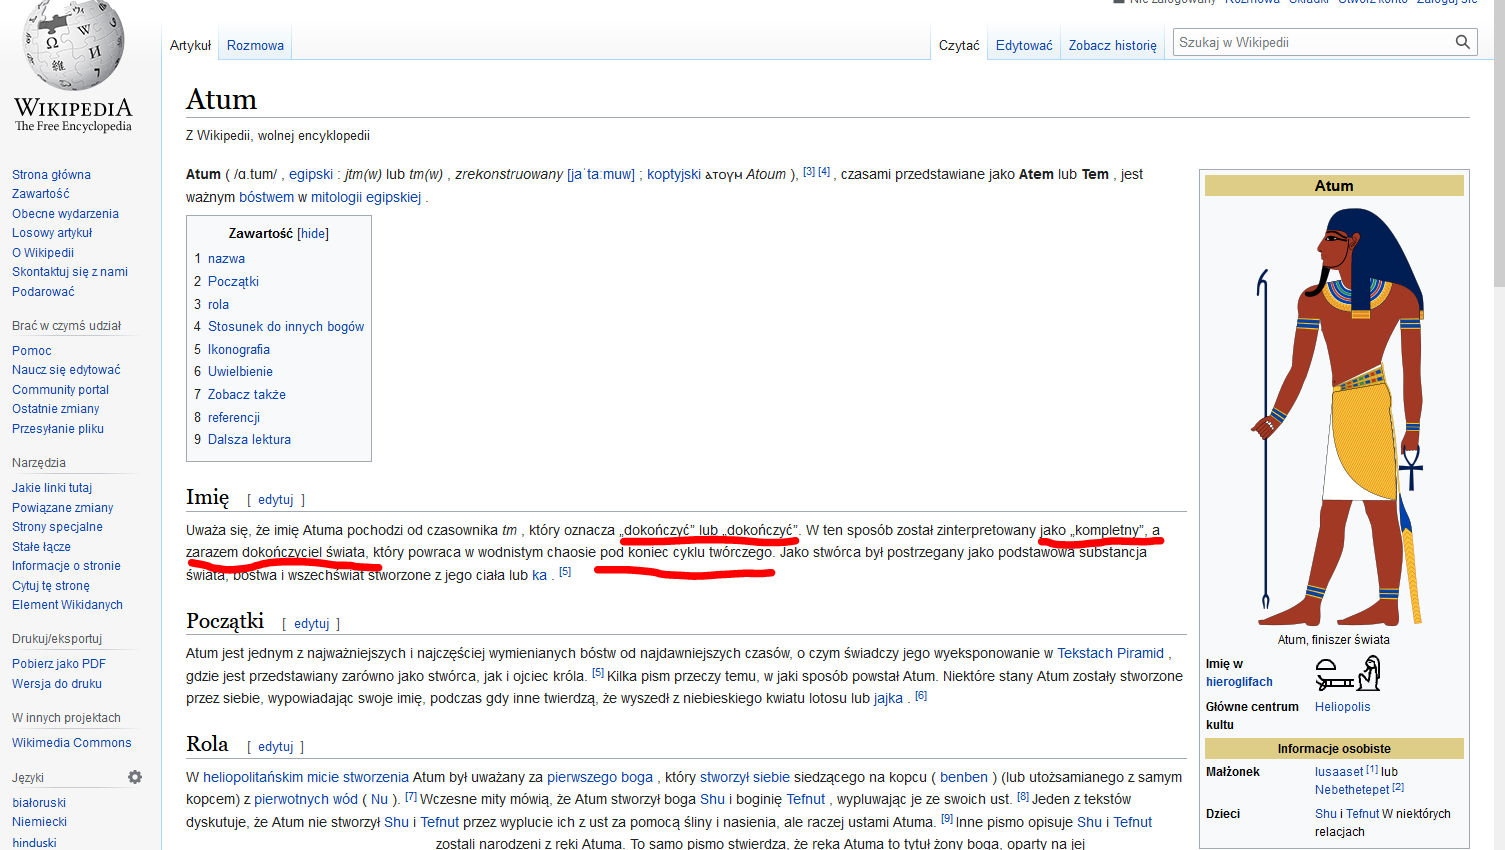 Nie zalogowany Rozmowa Składki Utwórz konto Zaloguj się
Artykuł Rozmowa Czytać Edytować Zobacz historię Szukaj w Wikipedii
WIKIPEDIA
The Free Encyclopedia
Strona główna
Zawartość
Obecne wydarzenia
Losowy artykuł
O Wikipedii
Skontaktuj się z nami
Podarować
Brać w czymś udział
Pomoc
Naucz się edytować
Community portal
Ostatnie zmiany
Przesyłanie pliku
Narzędzia
Jakie linki tutaj
Powiązane zmiany
Strony specjalne
Stałe łącze
Informacje o stronie
Cytuj tę stronę
Element Wikidanych
Drukuj/eksportuj
Pobierz jako PDF
Wersja do druku
W innych projektach
Wikimedia Commons
Języki
białoruski
Niemiecki
hinduski
Atum
Z Wikipedii, wolnej encyklopedii
Atum ( /ɑ.tum/ , egipski : jtm(w) lub tm(w) , zrekonstruowany [jaˈtaːmuw] ; koptyjski ⲁⲧⲟⲩⲙ Atoum ), [3] [4] , czasami przedstawiane jako Atem lub Tem , jest
ważnym bóstwem w mitologii egipskiej .
Zawartość [hide]
1 nazwa
2 Początki
3 rola
4 Stosunek do innych bogów
5 Ikonografia
6 Uwielbienie
7 Zobacz także
8 referencji
9 Dalsza lektura
Imię [ edytuj ]
Uważa się, że imię Atuma pochodzi od czasownika tm , który oznacza „dokończyć” lub „dokończyć”. W ten sposób został zinterpretowany jako „kompletny”, a
zarazem dokończyciel świata, który powraca w wodnistym chaosie pod koniec cyklu twórczego. Jako stwórca był postrzegany jako podstawowa substancja
świata, bóstwa i wszechświat stworzone z jego ciała lub ka . [5]
Początki [ edytuj ]
Atum jest jednym z najważniejszych i najczęściej wymienianych bóstw od najdawniejszych czasów, o czym świadczy jego wyeksponowanie w Tekstach Piramid ,
gdzie jest przedstawiany zarówno jako stwórca, jak i ojciec króla. [5] Kilka pism przeczy temu, w jaki sposób powstał Atum. Niektóre stany Atum zostały stworzone
przez siebie, wypowiadając swoje imię, podczas gdy inne twierdzą, że wyszedł z niebieskiego kwiatu lotosu lub jajka . [6]
Rola [ edytuj ]
W heliopolitańskim micie stworzenia Atum był uważany za pierwszego boga , który stworzył siebie siedzącego na kopcu ( benben ) (lub utożsamianego z samym
kopcem) z pierwotnych wód ( Nu ). [7] Wczesne mity mówią, że Atum stworzył boga Shu i boginię Tefnut , wypluwając je ze swoich ust. [8] Jeden z tekstów
dyskutuje, że Atum nie stworzył Shu i Tefnut przez wyplucie ich z ust za pomocą śliny i nasienia, ale raczej ustami Atuma. [9] Inne pismo opisuje Shu i Tefnut
zostali narodzeni z ręki Atuma. To samo pismo stwierdza, że ręka Atuma to tytuł żony boga, oparty na jej
Atum
Atum, finiszer świata
Imię w
hieroglifach
Główne centrum Heliopolis
kultu
Informacje osobiste
Małżonek Iusaaset [1] lub
Nebethetepet [2]
Dzieci Shu i Tefnut W niektórych
relacjach